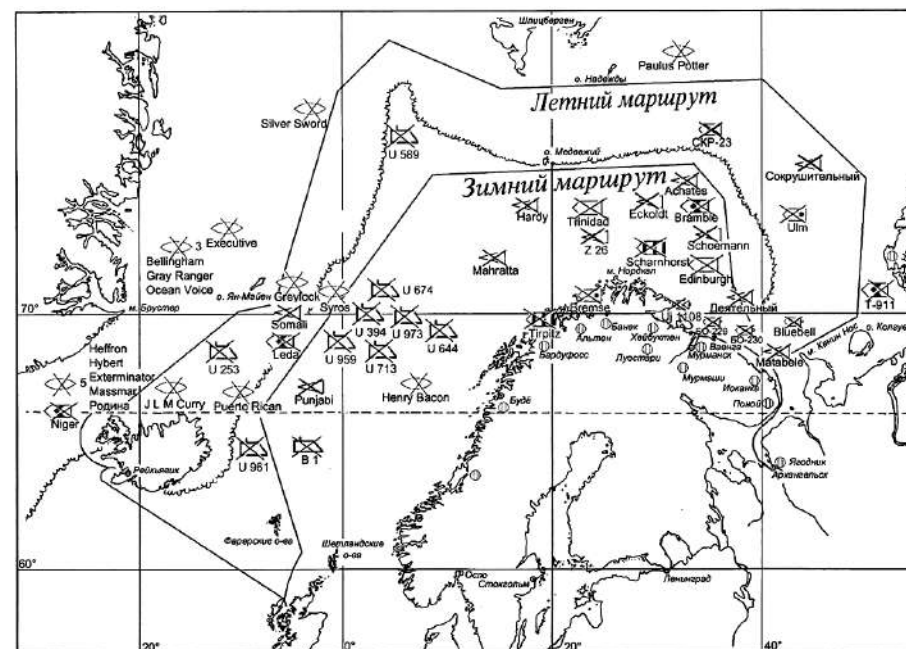 Шпицберген
Paulus Potter
о. Надежды
Летний маршрут
Silver Sword
СКР-23
U 589
о. Медвежий
Зимний маршрут
Сокрушительный
Achates
Hardy
Trinidad
Eckoldt
Bramble
Ulm
Executive
3
Z 26
Schoemann
Bellingham
Gray Ranger
Ocean Voice
Mahratta
Scharnhorst
Edinburgh
м. Нордкап
о. Ян-Майен
Greylock
U 674
T-911
м. Брустер
70°
Syros
Bremse
Деятельный
Somali
U 394
U 973
Tirpitz
Банак
Хейбуктен
БО-229
БО-230
Bluebell
м. Канин Нос
о. Колгуев
Heffron
Hybert
Exterminator
Massmar
Родина
5
Leda
U 253
U 959
U 713
U 644
Альтен
Бардуфосс
Луостари
Ваенга
Мурманск
Matabele
Мурмаши
Иоканка
Niger
J L M Curry
Puerto Rican
Punjabi
Henry Bacon
Будё
Поной
Рейкьявик
U 961
B 1
Ягодник
Архангельск
Фарерские о-ва
Шетландские
о-ва
60°
Осло
Стокгольм
Ленинград
20°
0°
20°
40°